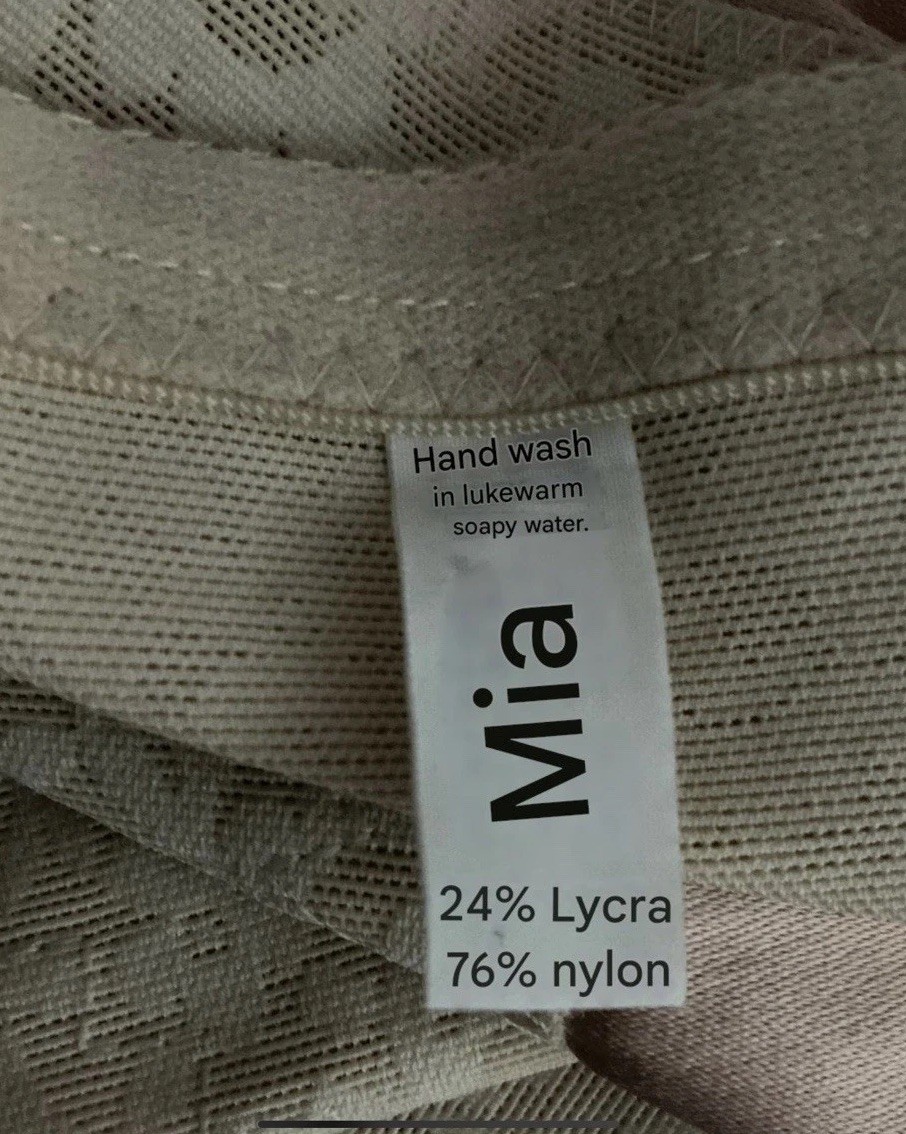 Hand wash
in lukewarm
soapy water.
Mia
24% Lycra
76% nylon